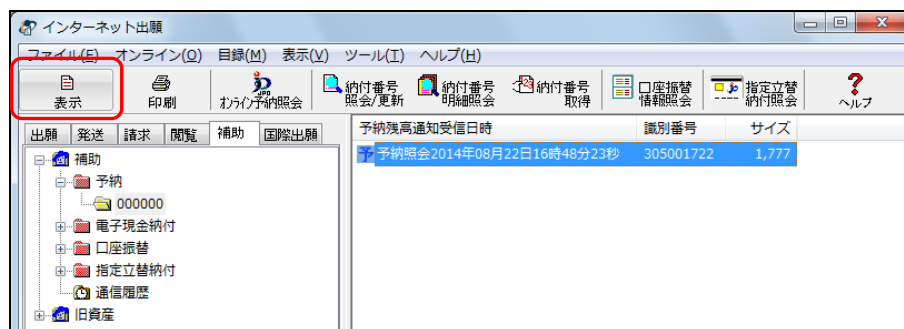 インターネット出願
ファイル(F) オンライン(O) 目録(M) 表示(V) ツール(T) ヘルプ(H)
表示 印刷 オンライン予納照会 納付番号照会/更新 納付番号明細照会 納付番号取得 口座振替情報照会 指定立替納付照会 ヘルプ
出願 発送 請求 閲覧 補助 国際出願
予納残高通知受信日時 識別番号 サイズ
予 予納照会2014年08月22日16時48分23秒 305001722 1,777
補助
予納
000000
電子現金納付
口座振替
指定立替納付
通信履歴
旧資産